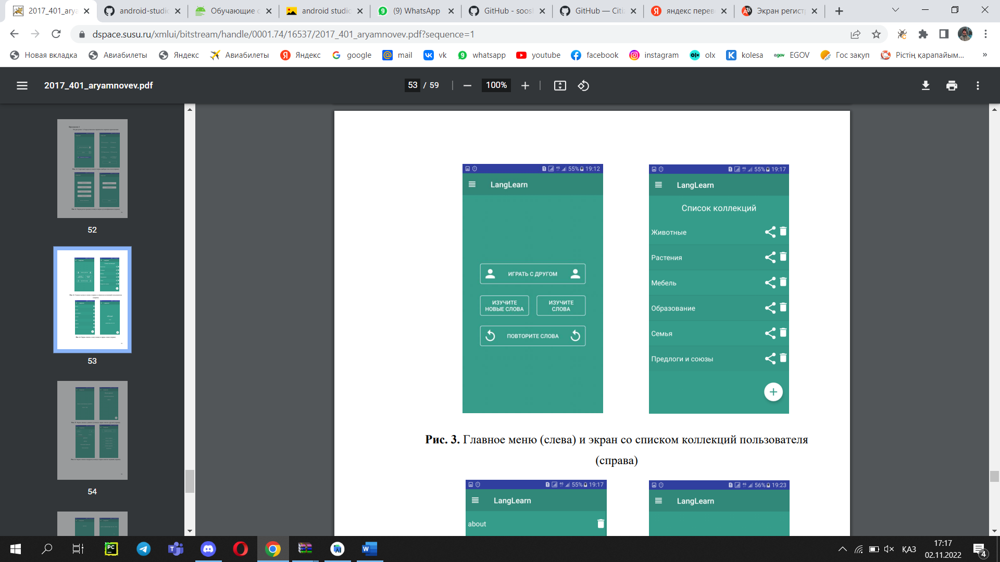 2017_401_arya
android-studio
Обучающие с
android studio
(9) WhatsApp
GitHub - soos
GitHub — Citi
яндекс перев
Экран регистр
dspace.susu.ru/xmlui/bitstream/handle/0001.74/16537/2017_401_aryamnovev.pdf?sequence=1
Новая вкладка
Авиабилеты
Яндекс
Авиабилеты
Яндекс
google
mail
vk
whatsapp
youtube
facebook
instagram
olx
kolesa
EGOV
Гос закуп
Рістің қарапайым...
»
2017_401_aryamnovev.pdf
53 / 59
100%
52
53
54
55% 19:12
LangLearn
ИГРАТЬ С ДРУГОМ
ИЗУЧИТЕ НОВЫЕ СЛОВА
ИЗУЧИТЕ СЛОВА
ПОВТОРИТЕ СЛОВА
55% 19:17
LangLearn
Список коллекций
Животные
Растения
Мебель
Образование
Семья
Предлоги и союзы
Рис. 3. Главное меню (слева) и экран со списком коллекций пользователя
(справа)
55% 19:17
LangLearn
about
56% 19:23
LangLearn
ҚАЗ
17:17
02.11.2022
4